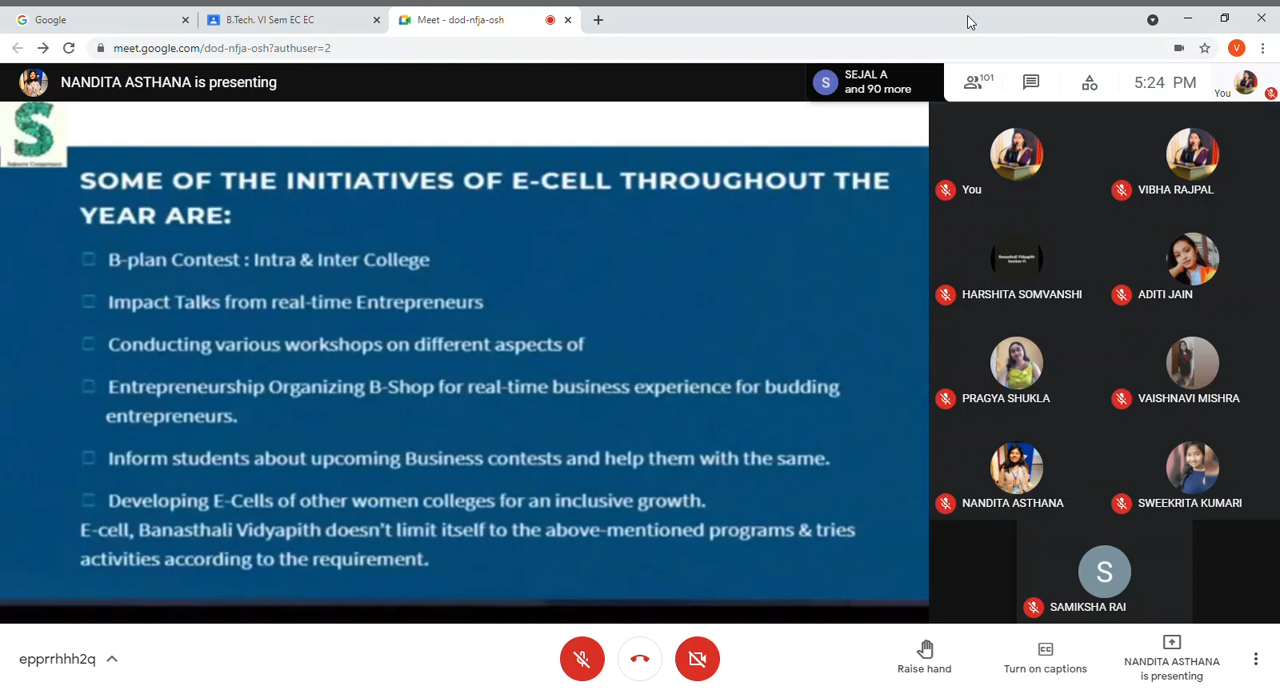 Google
B.Tech. VI Sem EC EC
Meet - dod-nfja-osh
meet.google.com/dod-nfja-osh?authuser=2
V
NANDITA ASTHANA is presenting
S
SEJAL A
and 90 more
101
5:24 PM
You
S
SOME OF THE INITIATIVES OF E-CELL THROUGHOUT THE
YEAR ARE:
B-plan Contest : Intra & Inter College
Impact Talks from real-time Entrepreneurs
Conducting various workshops on different aspects of
Entrepreneurship Organizing B-Shop for real-time business experience for budding
entrepreneurs.
Inform students about upcoming Business contests and help them with the same.
Developing E-Cells of other women colleges for an inclusive growth.
E-cell, Banasthali Vidyapith doesn't limit itself to the above-mentioned programs & tries
activities according to the requirement.
You
VIBHA RAJPAL
Banasthali Vidyapith
HARSHITA SOMVANSHI
ADITI JAIN
PRAGYA SHUKLA
VAISHNAVI MISHRA
NANDITA ASTHANA
SWEEKRITA KUMARI
S
SAMIKSHA RAI
epprrhhh2q
Raise hand
Turn on captions
NANDITA ASTHANA
is presenting